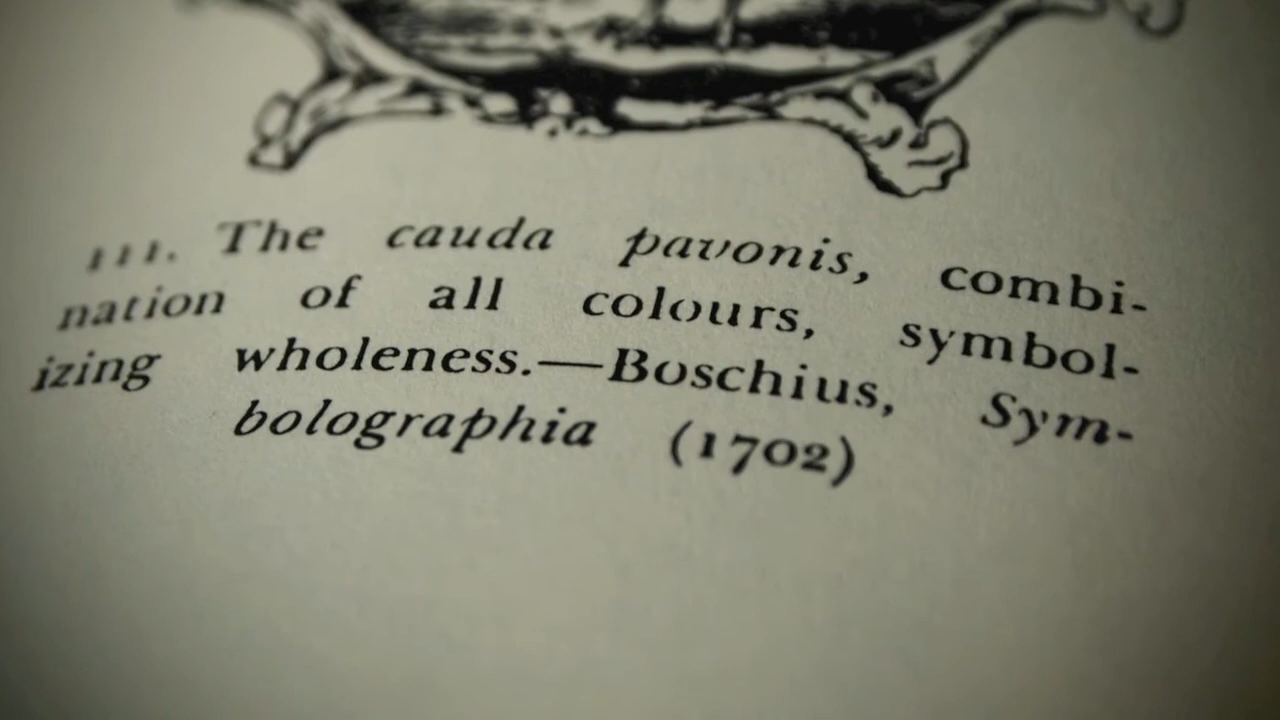 111. The cauda pavonis, combi-
nation of all colours, symbol-
izing wholeness.—Boschius, Sym-
bolographia (1702)